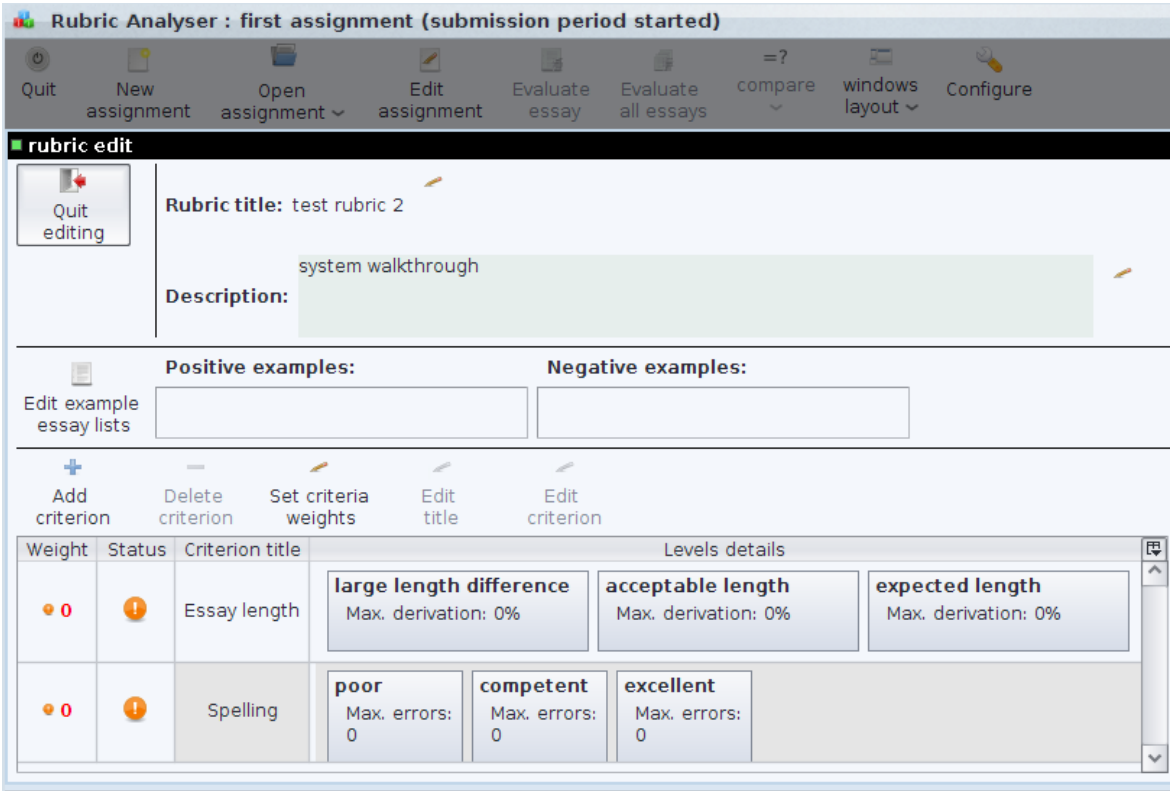 Rubric Analyser : first assignment (submission period started)
Quit
New
assignment
Open
assignment
Edit
assignment
Evaluate
essay
Evaluate
all essays
=?
compare
windows
layout
Configure
rubric edit
Quit
editing
Rubric title: test rubric 2
Description:
system walkthrough
Edit example
essay lists
Positive examples:
Negative examples:
Add
criterion
Delete
criterion
Set criteria
weights
Edit
title
Edit
criterion
Weight Status Criterion title Levels details
0 Essay length
large length difference
Max. derivation: 0%
acceptable length
Max. derivation: 0%
expected length
Max. derivation: 0%
0 Spelling
poor
Max. errors:
0
competent
Max. errors:
0
excellent
Max. errors:
0